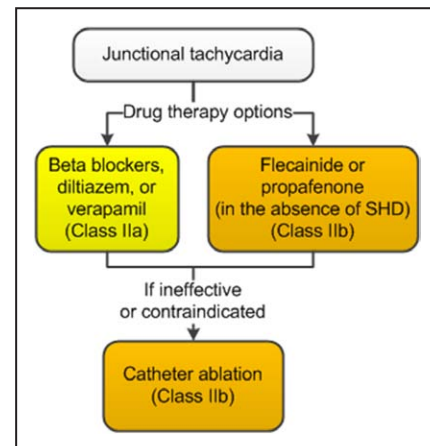 Junctional tachycardia
Drug therapy options
Beta blockers,
diltiazem, or
verapamil
(Class IIa)
Flecainide or
propafenone
(in the absence of SHD)
(Class IIb)
If ineffective
or contraindicated
Catheter ablation
(Class IIb)